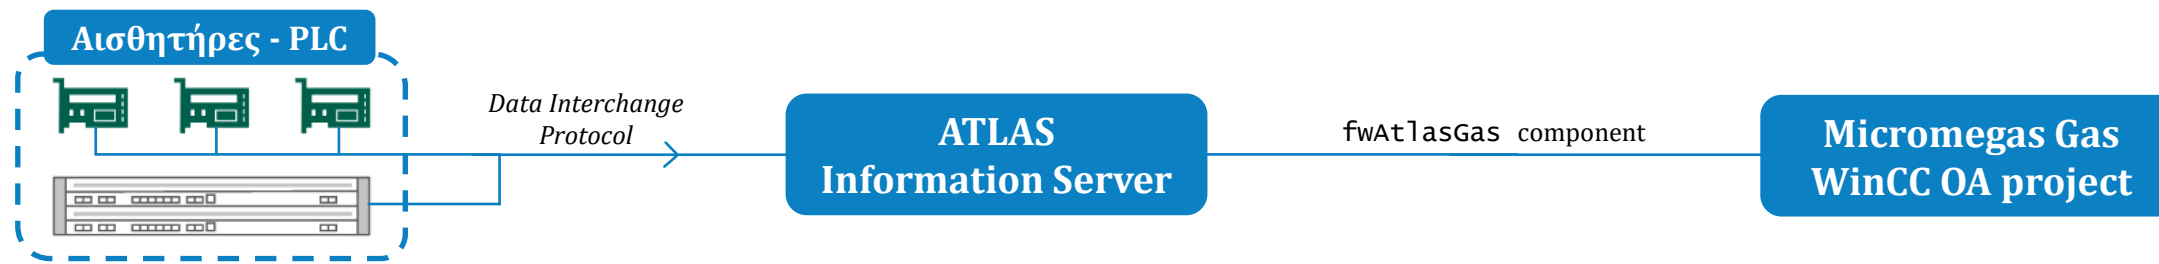 Αισθητήρες - PLC
Data Interchange
Protocol
ATLAS
Information Server
fwAtlasGas component
Micromegas Gas
WinCC OA project